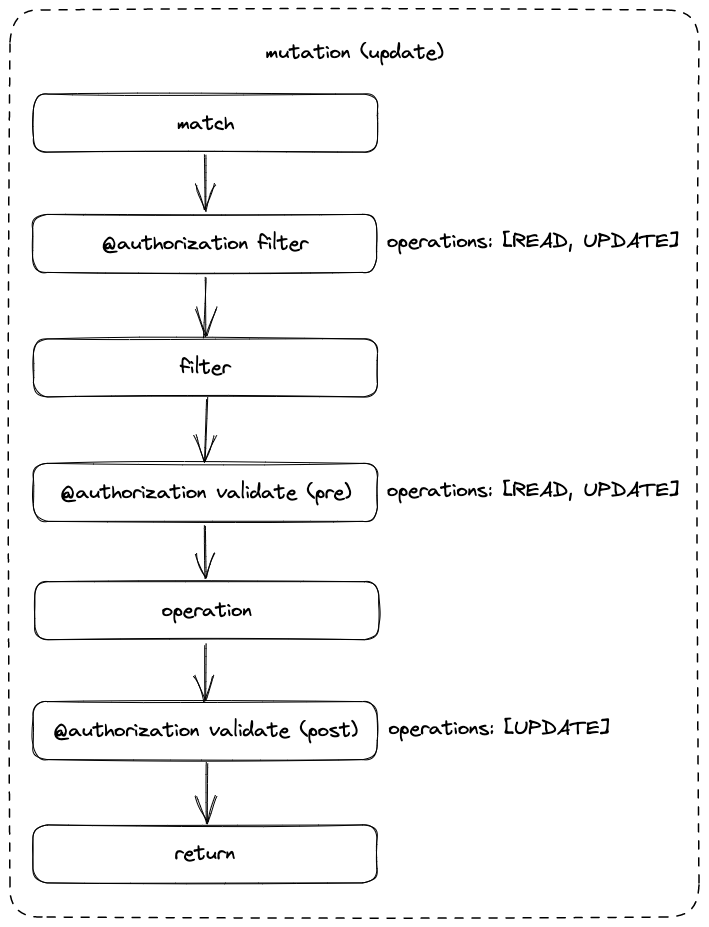 mutation (update)
match
@authorization filter operations: [READ, UPDATE]
filter
@authorization validate (pre) operations: [READ, UPDATE]
operation
@authorization validate (post) operations: [UPDATE]
return